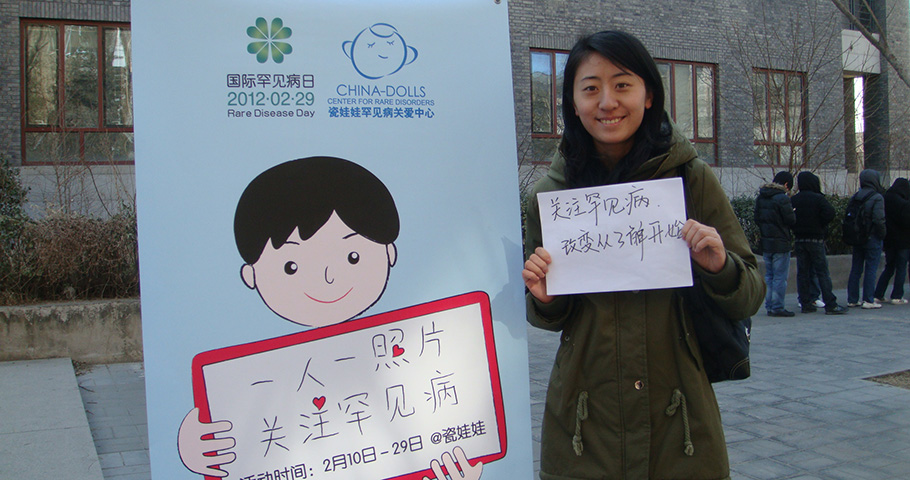 国际罕见病日
2012·02·29
Rare Disease Day
CHINA-DOLLS
CENTER FOR RARE DISORDERS
瓷娃娃罕见病关爱中心
关注罕见病.
改变从了解开始
一人一照片
关注罕见病
活动时间：2月10日-29日 @瓷娃娃